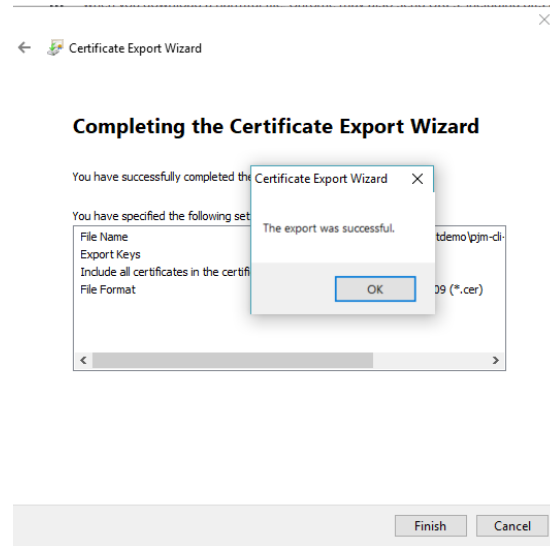 Certificate Export Wizard
Completing the Certificate Export Wizard
You have successfully completed the
You have specified the following set
File Name tdemo\pjm-cli-
Export Keys
Include all certificates in the certifi
File Format 09 (*.cer)
Certificate Export Wizard
The export was successful.
OK
Finish Cancel